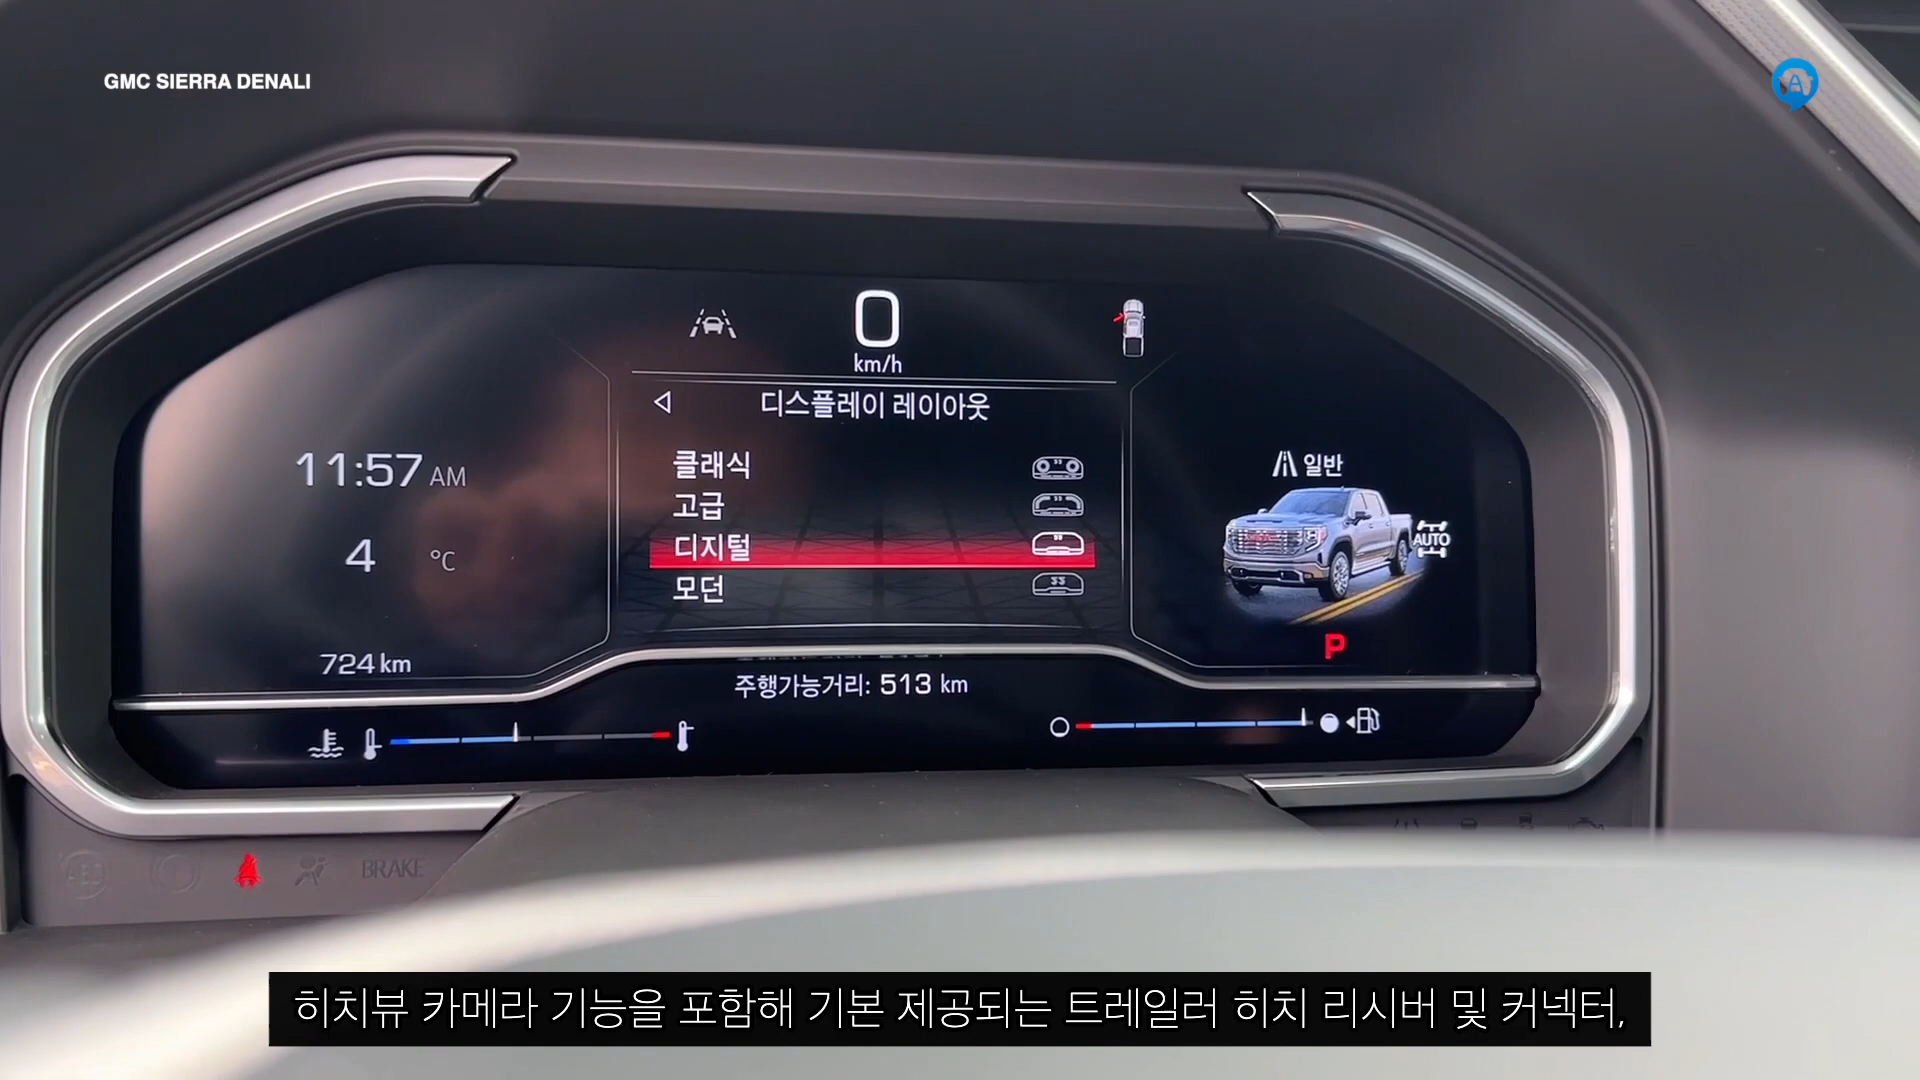 GMC SIERRA DENALI
A
0
km/h
디스플레이 레이아웃
클래식
고급
디지털
모던
11:57 AM
4 °C
724 km
일반
AUTO
P
주행가능거리: 513 km
BRAKE
히치뷰 카메라 기능을 포함해 기본 제공되는 트레일러 히치 리시버 및 커넥터,